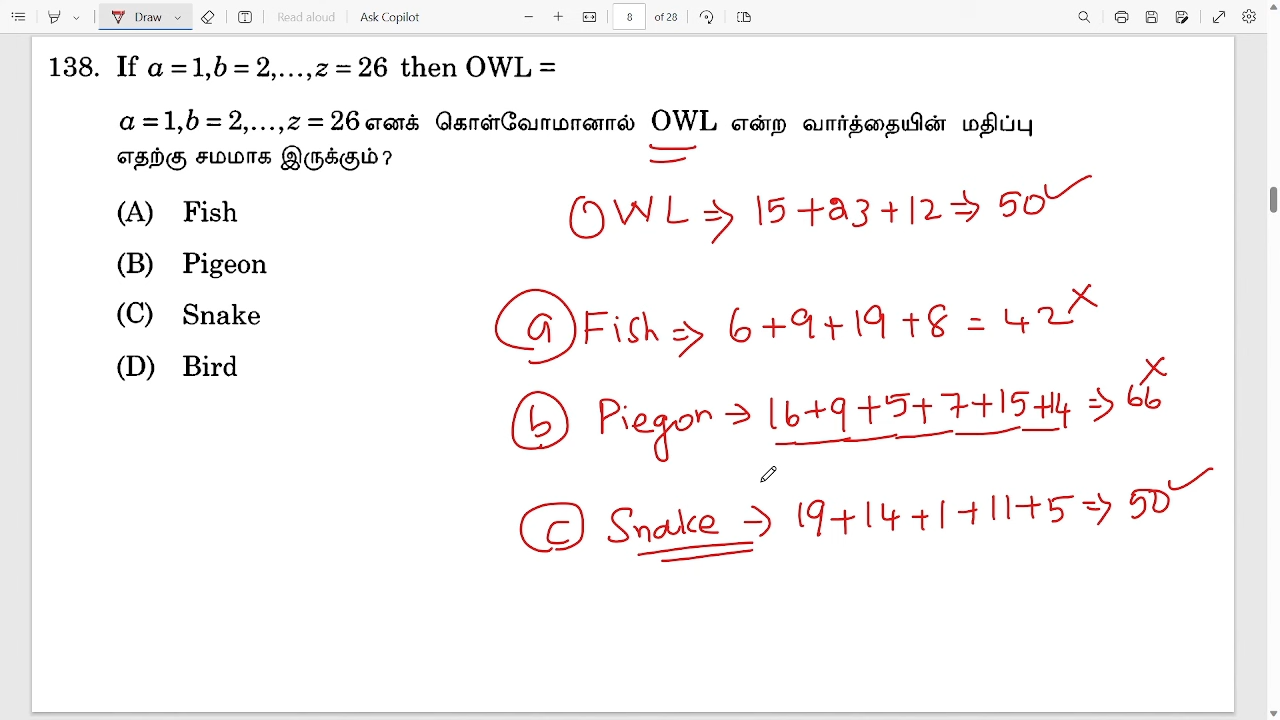 Draw
Read aloud
Ask Copilot
8
of 28
138. If a = 1, b = 2,..., z = 26 then OWL =
a = 1, b = 2,..., z = 26 எனக் கொள்வோமானால் OWL என்ற வார்த்தையின் மதிப்பு
எதற்கு சமமாக இருக்கும்?
(A) Fish
(B) Pigeon
(C) Snake
(D) Bird
OWL ⇒ 15+23+12 ⇒ 50 ✓
a Fish ⇒ 6+9+19+8 = 42 ×
b Piegon → 16+9+5+7+15+14 ⇒ 66 ×
c Snake → 19+14+1+11+5 ⇒ 50 ✓